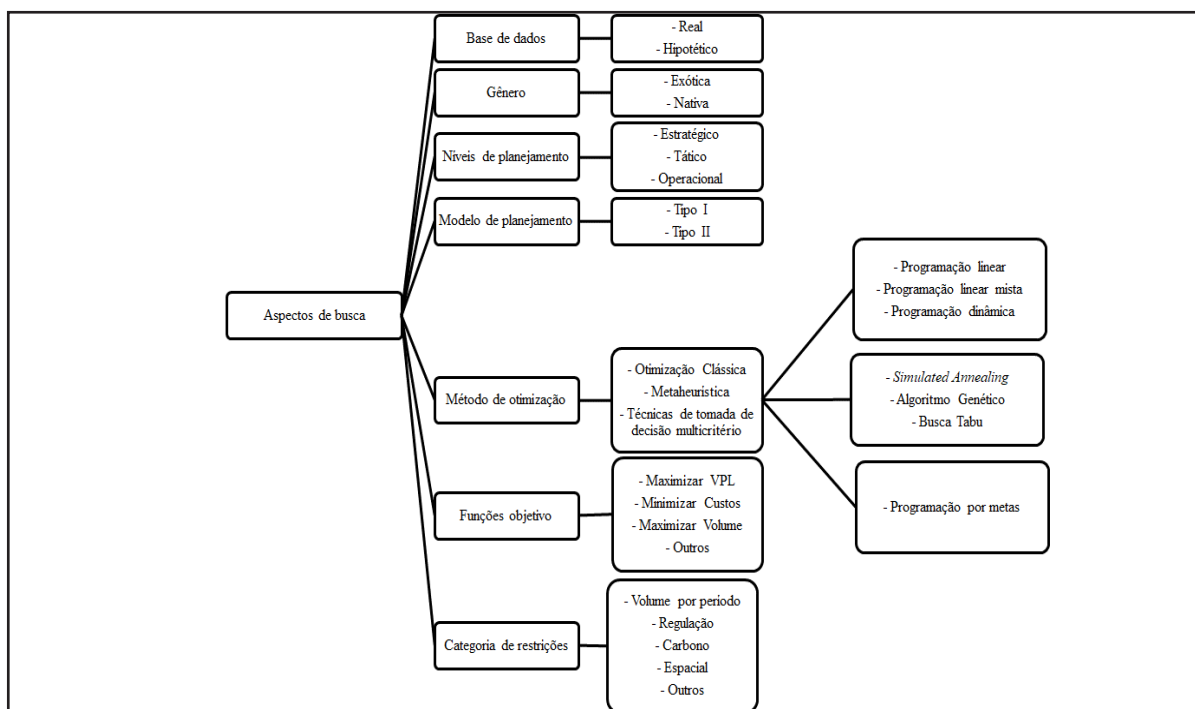 Base de dados
- Real
- Hipotético
Gênero
- Exótica
- Nativa
Níveis de planejamento
- Estratégico
- Tático
- Operacional
Modelo de planejamento
- Tipo I
- Tipo II
Aspectos de busca
Método de otimização
- Otimização Clássica
- Metaheurística
- Técnicas de tomada de
decisão multicritério
- Programação linear
- Programação linear mista
- Programação dinâmica
- Simulated Annealing
- Algoritmo Genético
- Busca Tabu
- Programação por metas
Funções objetivo
- Maximizar VPL
- Minimizar Custos
- Maximizar Volume
- Outros
Categoria de restrições
- Volume por período
- Regulação
- Carbono
- Espacial
- Outros